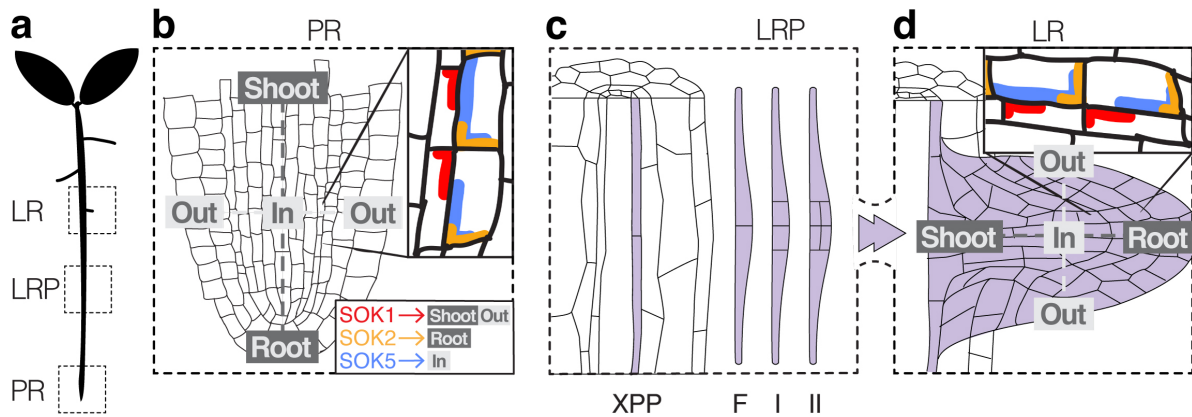 a
LR
LRP
PR
b
PR
Shoot
Out
In
Out
Root
SOK1→Shoot Out
SOK2→Root
SOK5→In
c
LRP
XPP
F
I
II
d
LR
Out
Shoot
In
Root
Out